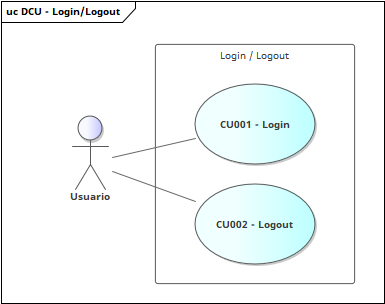 uc DCU - Login/Logout
Login / Logout
CU001 - Login
Usuario
CU002 - Logout